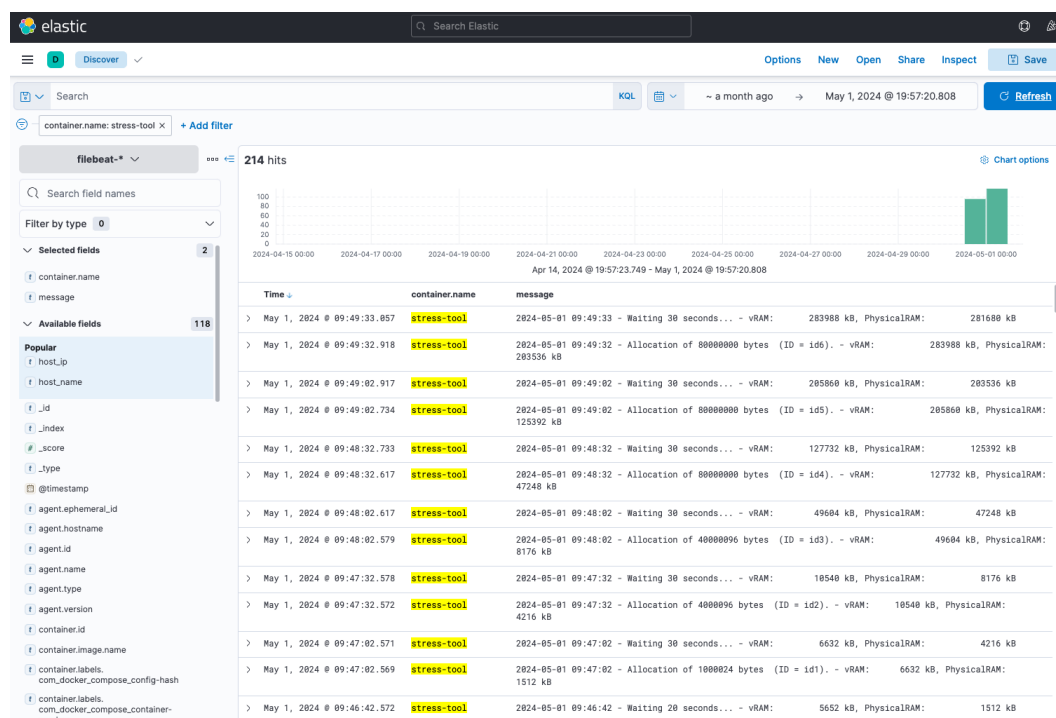 elastic
Search Elastic
D
Discover
Options New Open Share Inspect Save
Search
KQL
~ a month ago → May 1, 2024 @ 19:57:20.808
Refresh
container.name: stress-tool × + Add filter
filebeat-*
214 hits
Chart options
Search field names
Filter by type 0
Selected fields 2
t container.name
t message
Available fields 118
Popular
t host_ip
t host_name
t _id
t _index
# _score
t _type
@timestamp
t agent.ephemeral_id
t agent.hostname
t agent.id
t agent.name
t agent.type
t agent.version
t container.id
t container.image.name
t container.labels.
com_docker_compose_config-hash
t container.labels.
com_docker_compose_container-
100
80
60
40
20
0
2024-04-15 00:00 2024-04-17 00:00 2024-04-19 00:00 2024-04-21 00:00 2024-04-23 00:00 2024-04-25 00:00 2024-04-27 00:00 2024-04-29 00:00 2024-05-01 00:00
Apr 14, 2024 @ 19:57:23.749 - May 1, 2024 @ 19:57:20.808
Time container.name message
May 1, 2024 @ 09:49:33.057 stress-tool 2024-05-01 09:49:33 - Waiting 30 seconds... - vRAM: 283988 kB, PhysicalRAM: 281680 kB
May 1, 2024 @ 09:49:32.918 stress-tool 2024-05-01 09:49:32 - Allocation of 80000000 bytes (ID = id6). - vRAM: 283988 kB, PhysicalRAM:
203536 kB
May 1, 2024 @ 09:49:02.917 stress-tool 2024-05-01 09:49:02 - Waiting 30 seconds... - vRAM: 205860 kB, PhysicalRAM: 203536 kB
May 1, 2024 @ 09:49:02.734 stress-tool 2024-05-01 09:49:02 - Allocation of 80000000 bytes (ID = id5). - vRAM: 205860 kB, PhysicalRAM:
125392 kB
May 1, 2024 @ 09:48:32.733 stress-tool 2024-05-01 09:48:32 - Waiting 30 seconds... - vRAM: 127732 kB, PhysicalRAM: 125392 kB
May 1, 2024 @ 09:48:32.617 stress-tool 2024-05-01 09:48:32 - Allocation of 80000000 bytes (ID = id4). - vRAM: 127732 kB, PhysicalRAM:
47248 kB
May 1, 2024 @ 09:48:02.617 stress-tool 2024-05-01 09:48:02 - Waiting 30 seconds... - vRAM: 49604 kB, PhysicalRAM: 47248 kB
May 1, 2024 @ 09:48:02.579 stress-tool 2024-05-01 09:48:02 - Allocation of 40000096 bytes (ID = id3). - vRAM: 49604 kB, PhysicalRAM:
8176 kB
May 1, 2024 @ 09:47:32.578 stress-tool 2024-05-01 09:47:32 - Waiting 30 seconds... - vRAM: 10540 kB, PhysicalRAM: 8176 kB
May 1, 2024 @ 09:47:32.572 stress-tool 2024-05-01 09:47:32 - Allocation of 4000096 bytes (ID = id2). - vRAM: 10540 kB, PhysicalRAM:
4216 kB
May 1, 2024 @ 09:47:02.571 stress-tool 2024-05-01 09:47:02 - Waiting 30 seconds... - vRAM: 6632 kB, PhysicalRAM: 4216 kB
May 1, 2024 @ 09:47:02.569 stress-tool 2024-05-01 09:47:02 - Allocation of 1000024 bytes (ID = id1). - vRAM: 6632 kB, PhysicalRAM:
1512 kB
May 1, 2024 @ 09:46:42.572 stress-tool 2024-05-01 09:46:42 - Waiting 20 seconds... - vRAM: 5652 kB, PhysicalRAM: 1512 kB